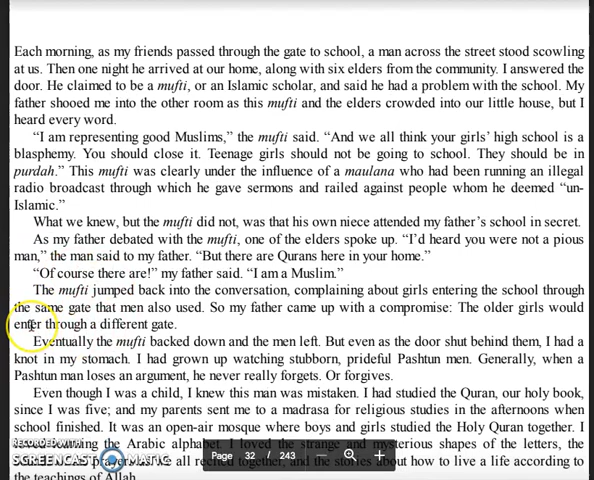 Each morning, as my friends passed through the gate to school, a man across the street stood scowling
at us. Then one night he arrived at our home, along with six elders from the community. I answered the
door. He claimed to be a mufti, or an Islamic scholar, and said he had a problem with the school. My
father shooed me into the other room as this mufti and the elders crowded into our little house, but I
heard every word.
“I am representing good Muslims,” the mufti said. “And we all think your girls’ high school is a
blasphemy. You should close it. Teenage girls should not be going to school. They should be in
purdah.” This mufti was clearly under the influence of a maulana who had been running an illegal
radio broadcast through which he gave sermons and railed against people whom he deemed “un-
Islamic.”
What we knew, but the mufti did not, was that his own niece attended my father’s school in secret.
As my father debated with the mufti, one of the elders spoke up. “I’d heard you were not a pious
man,” the man said to my father. “But there are Qurans here in your home.”
“Of course there are!” my father said. “I am a Muslim.”
The mufti jumped back into the conversation, complaining about girls entering the school through
the same gate that men also used. So my father came up with a compromise: The older girls would
enter through a different gate.
Eventually the mufti backed down and the men left. But even as the door shut behind them, I had a
knot in my stomach. I had grown up watching stubborn, prideful Pashtun men. Generally, when a
Pashtun man loses an argument, he never really forgets. Or forgives.
Even though I was a child, I knew this man was mistaken. I had studied the Quran, our holy book,
since I was five; and my parents sent me to a madrasa for religious studies in the afternoons when
school finished. It was an open-air mosque where boys and girls studied the Holy Quran together. I
RECORDED WITH
the Arabic alphabet. I loved the strange and mysterious shapes of the letters, the
SCREENCAST MATIC
all recited together, and the stories about how to live a life according to
Page 32 / 243 − +
the teachings of Allah.